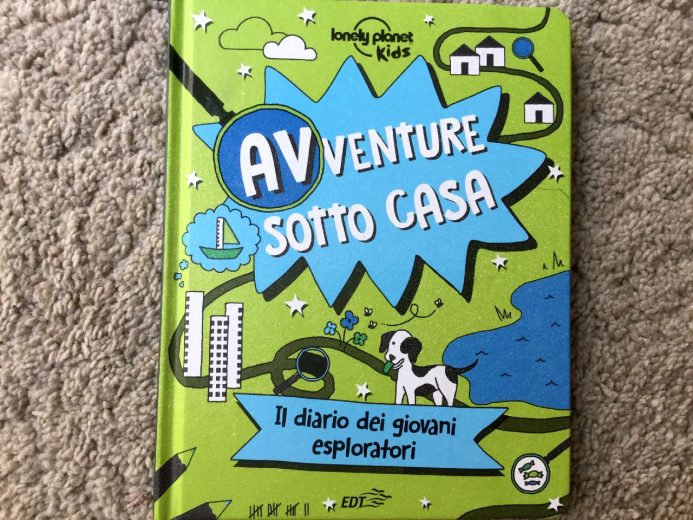 lonely planet
kids
AVVENTURE
SOTTO CASA
Il diario dei giovani
esploratori
EDT